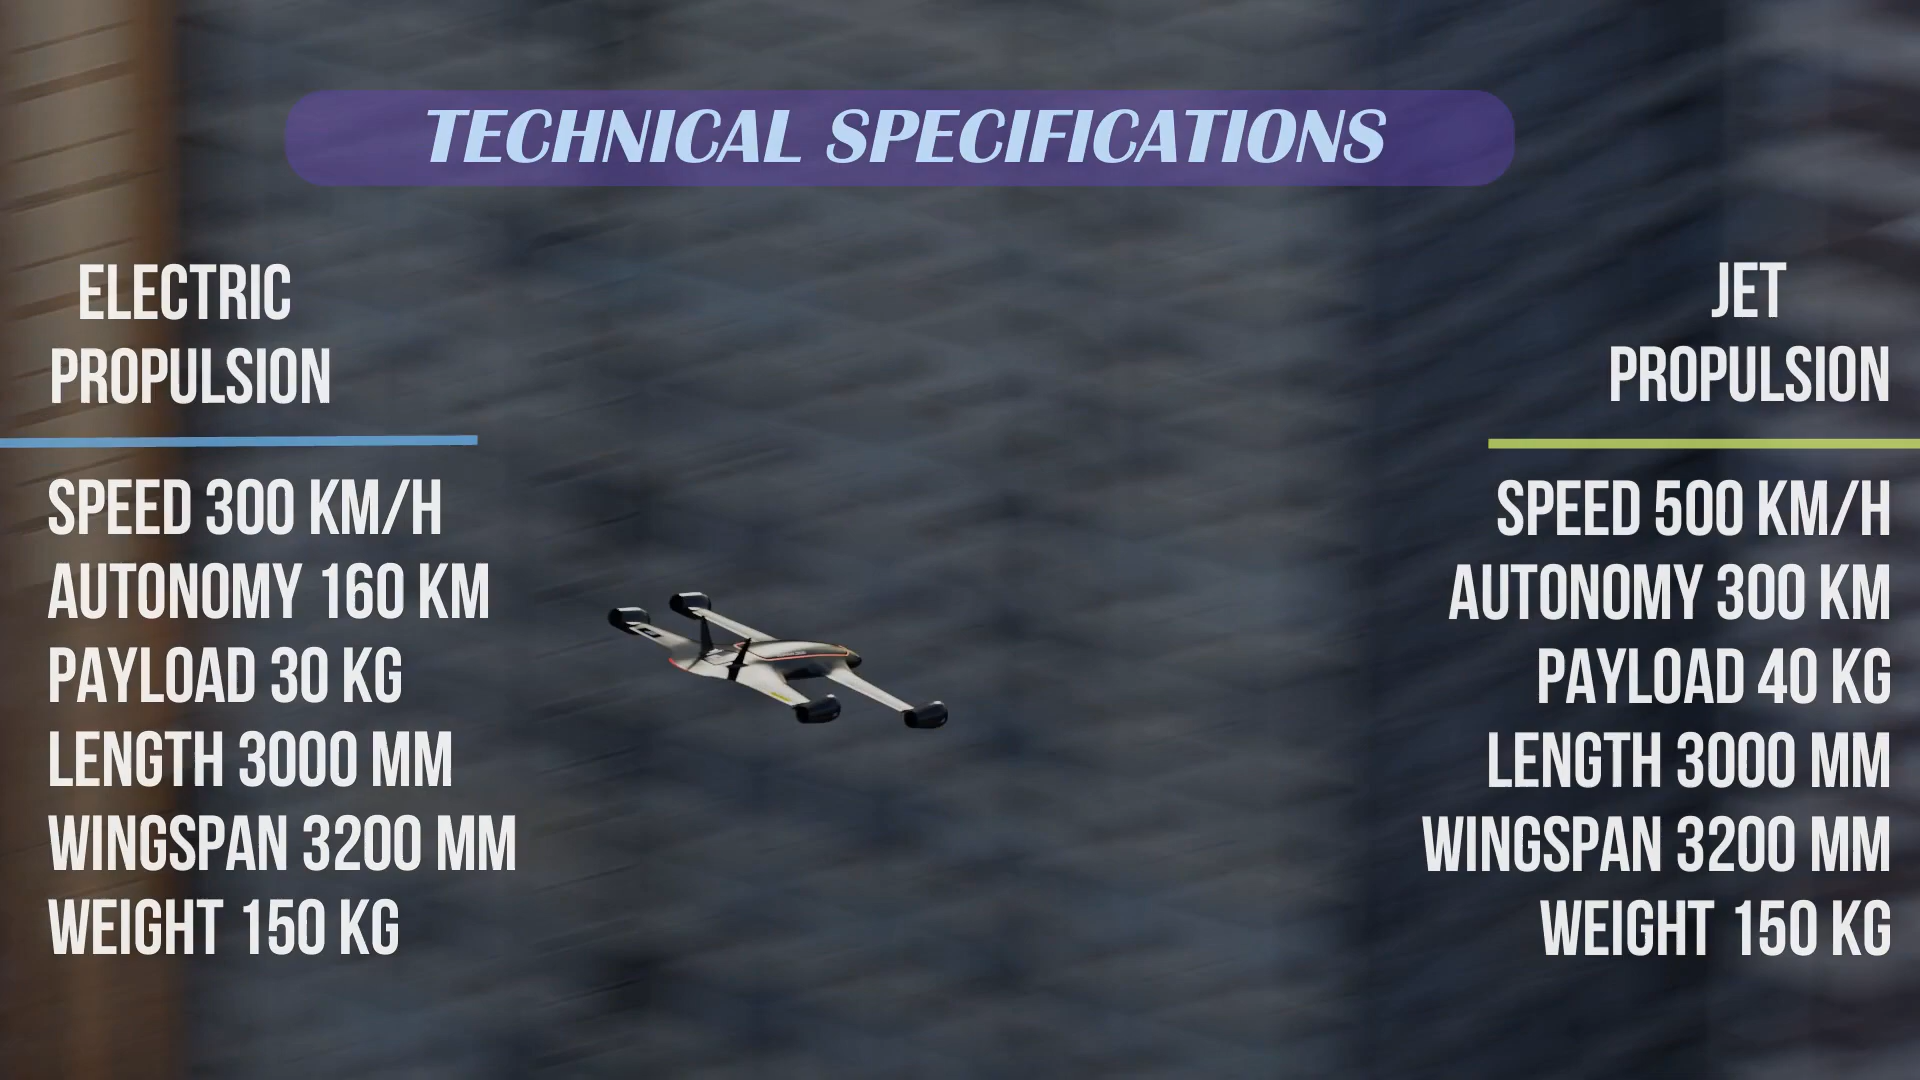 TECHNICAL SPECIFICATIONS
ELECTRIC
PROPULSION
SPEED 300 KM/H
AUTONOMY 160 KM
PAYLOAD 30 KG
LENGTH 3000 MM
WINGSPAN 3200 MM
WEIGHT 150 KG
JET
PROPULSION
SPEED 500 KM/H
AUTONOMY 300 KM
PAYLOAD 40 KG
LENGTH 3000 MM
WINGSPAN 3200 MM
WEIGHT 150 KG